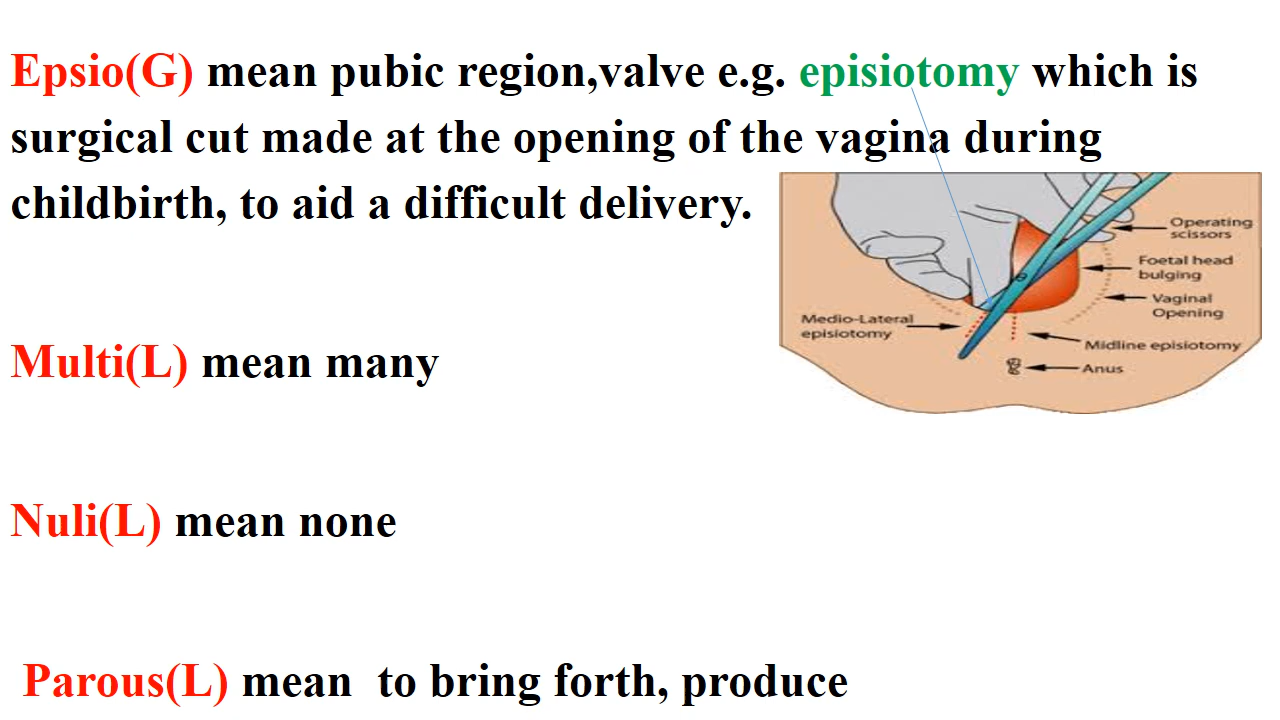 Epsio(G) mean pubic region,valve e.g. episiotomy which is
surgical cut made at the opening of the vagina during
childbirth, to aid a difficult delivery.
Operating
scissors
Foetal head
bulging
Vaginal
Opening
Medio-Lateral
episiotomy
Midline episiotomy
Anus
Multi(L) mean many
Nuli(L) mean none
Parous(L) mean  to bring forth, produce